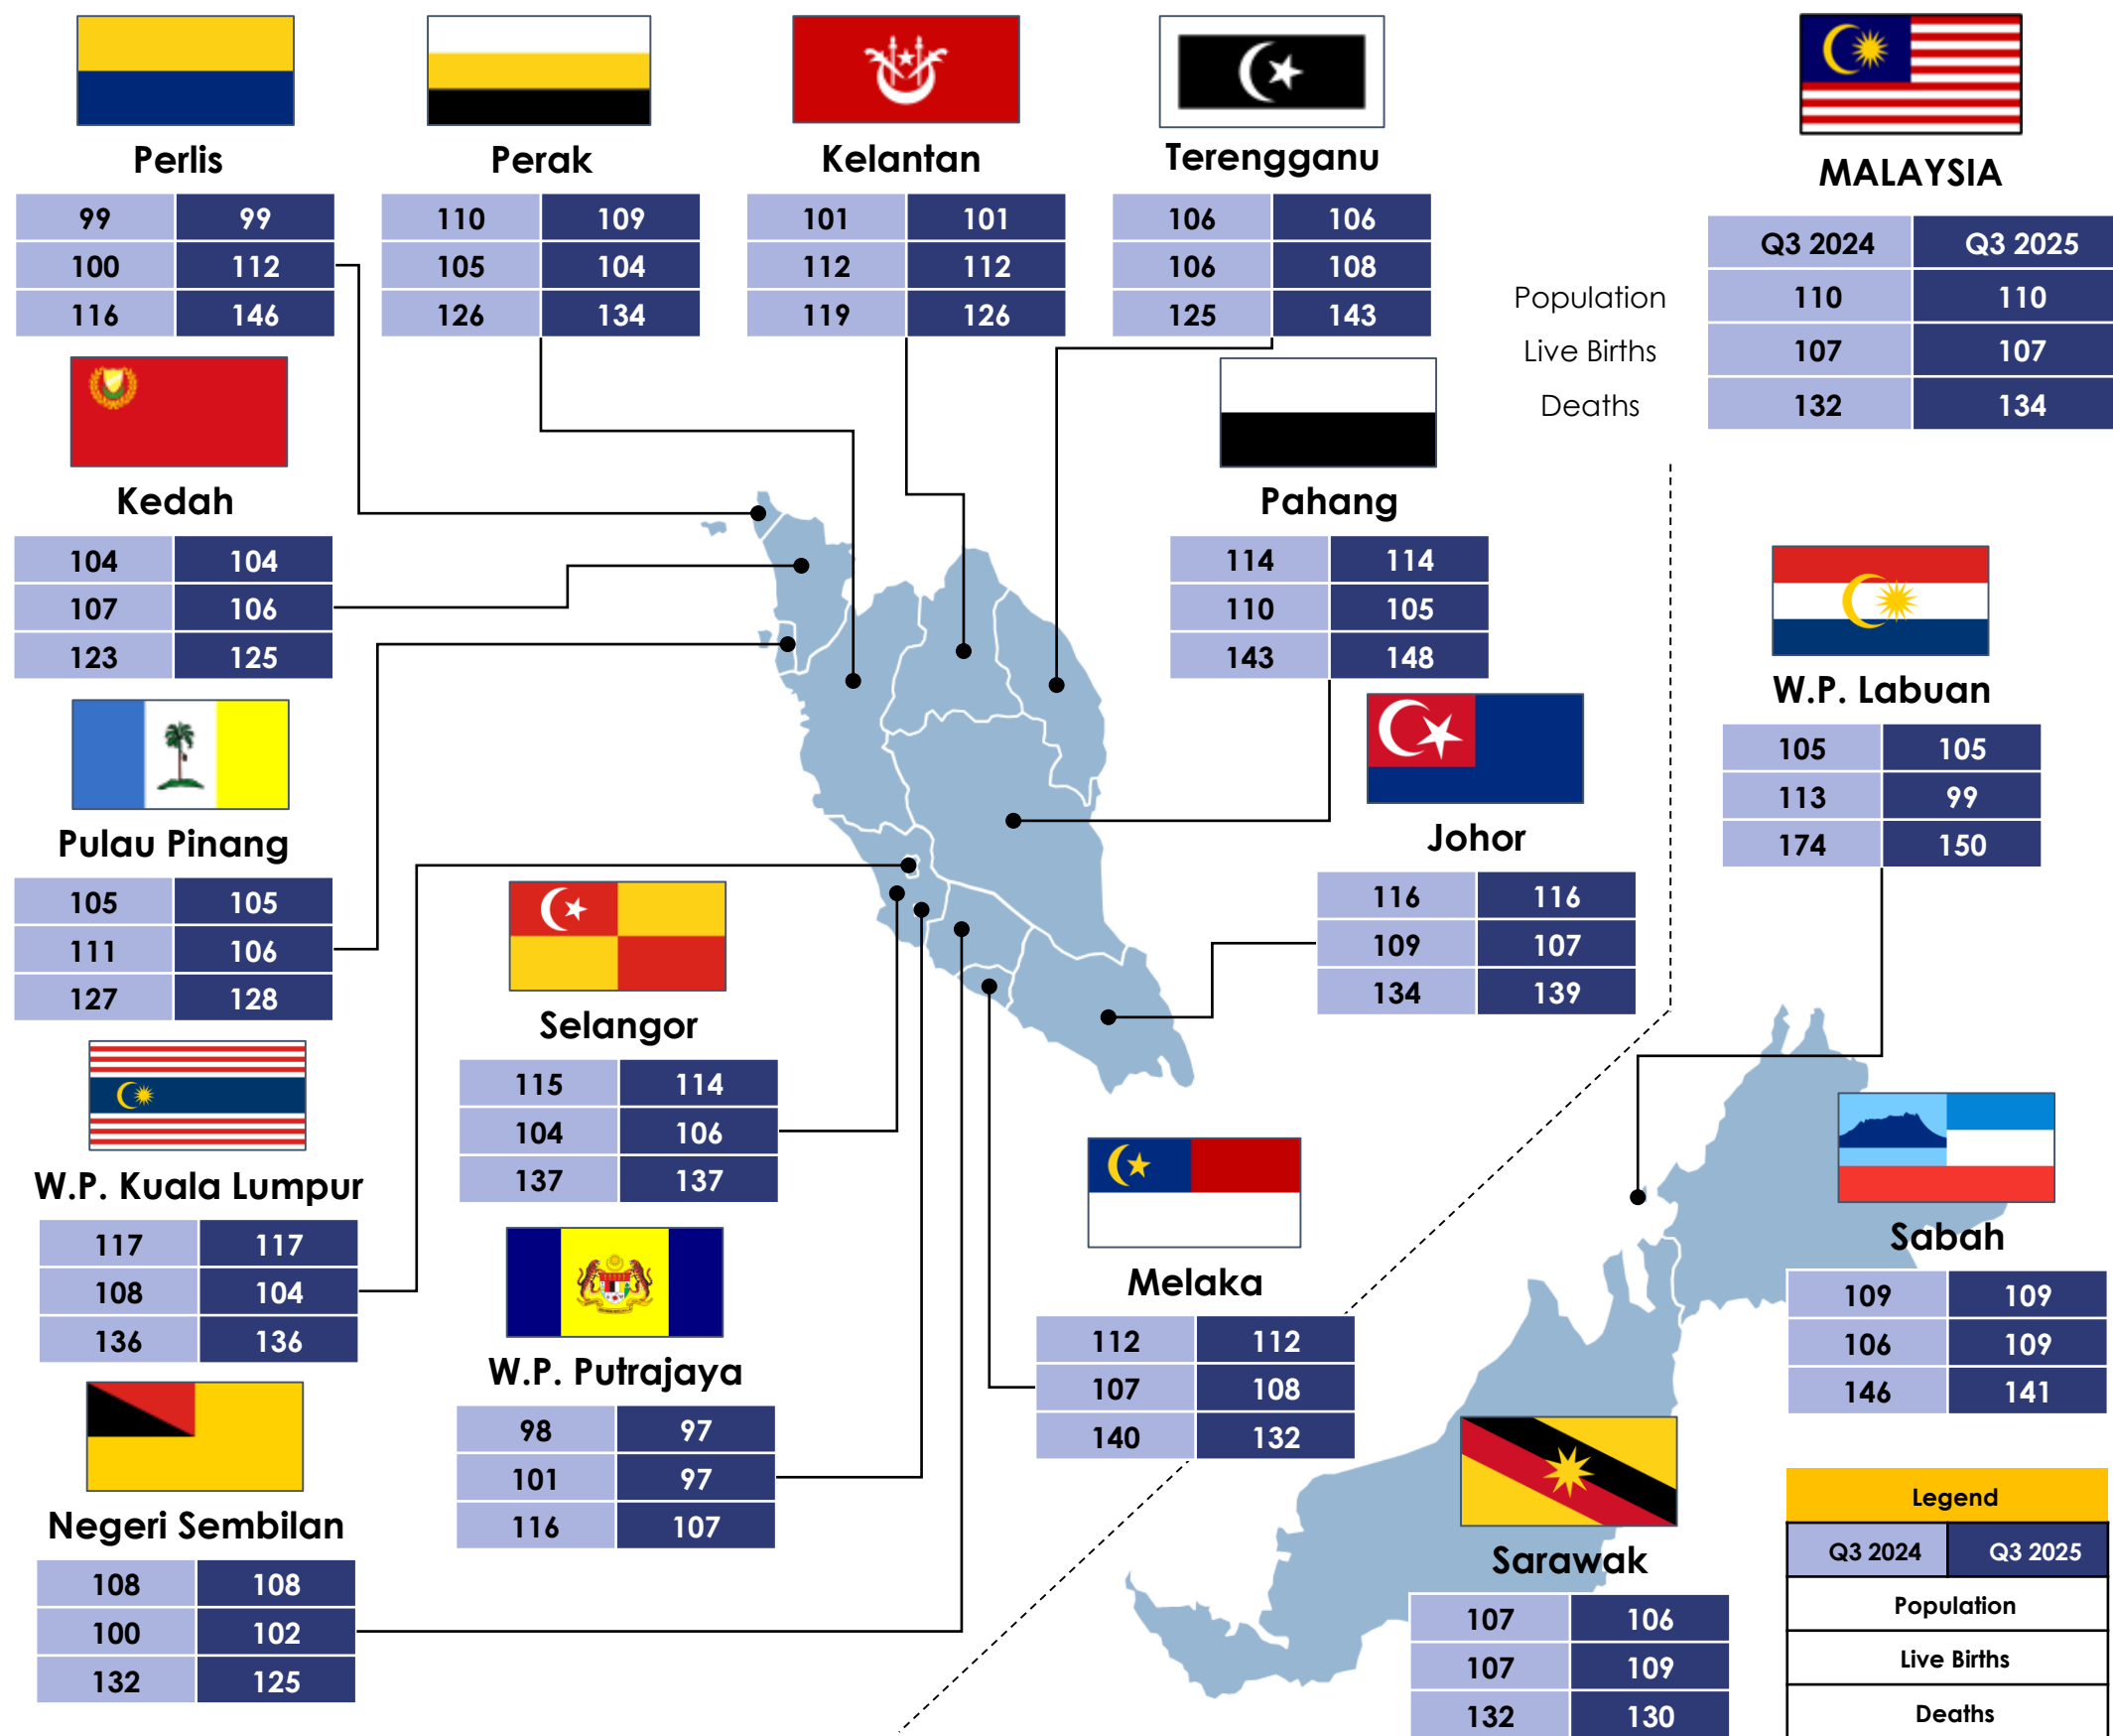 Perlis
99 99
100 112
116 146
Perak
110 109
105 104
126 134
Kelantan
101 101
112 112
119 126
Terengganu
106 106
106 108
125 143
MALAYSIA
Q3 2024 Q3 2025
Population 110 110
Live Births 107 107
Deaths 132 134
Kedah
104 104
107 106
123 125
Pahang
114 114
110 105
143 148
W.P. Labuan
105 105
113 99
174 150
Pulau Pinang
105 105
111 106
127 128
Johor
116 116
109 107
134 139
Selangor
115 114
104 106
137 137
W.P. Kuala Lumpur
117 117
108 104
136 136
W.P. Putrajaya
98 97
101 97
116 107
Melaka
112 112
107 108
140 132
Sabah
109 109
106 109
146 141
Negeri Sembilan
108 108
100 102
132 125
Sarawak
107 106
107 109
132 130
Legend
Q3 2024 Q3 2025
Population
Live Births
Deaths